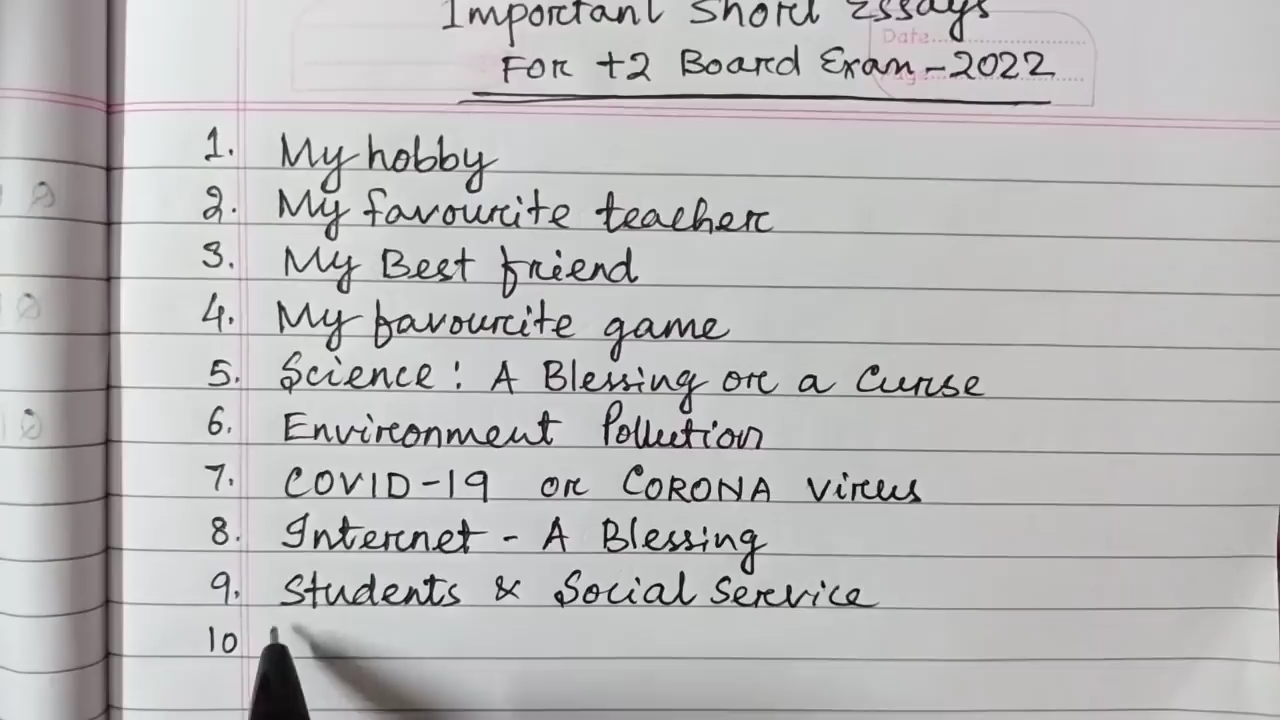 Important Short Essays
For +2 Board Exam-2022
Date
Page
1. My hobby
2. My favourite teacher
3. My Best friend
4. My favourite game
5. Science: A Blessing or a Curse
6. Environment Pollution
7. COVID-19 or CORONA Virus
8. Internet - A Blessing
9. Students & Social Service
10